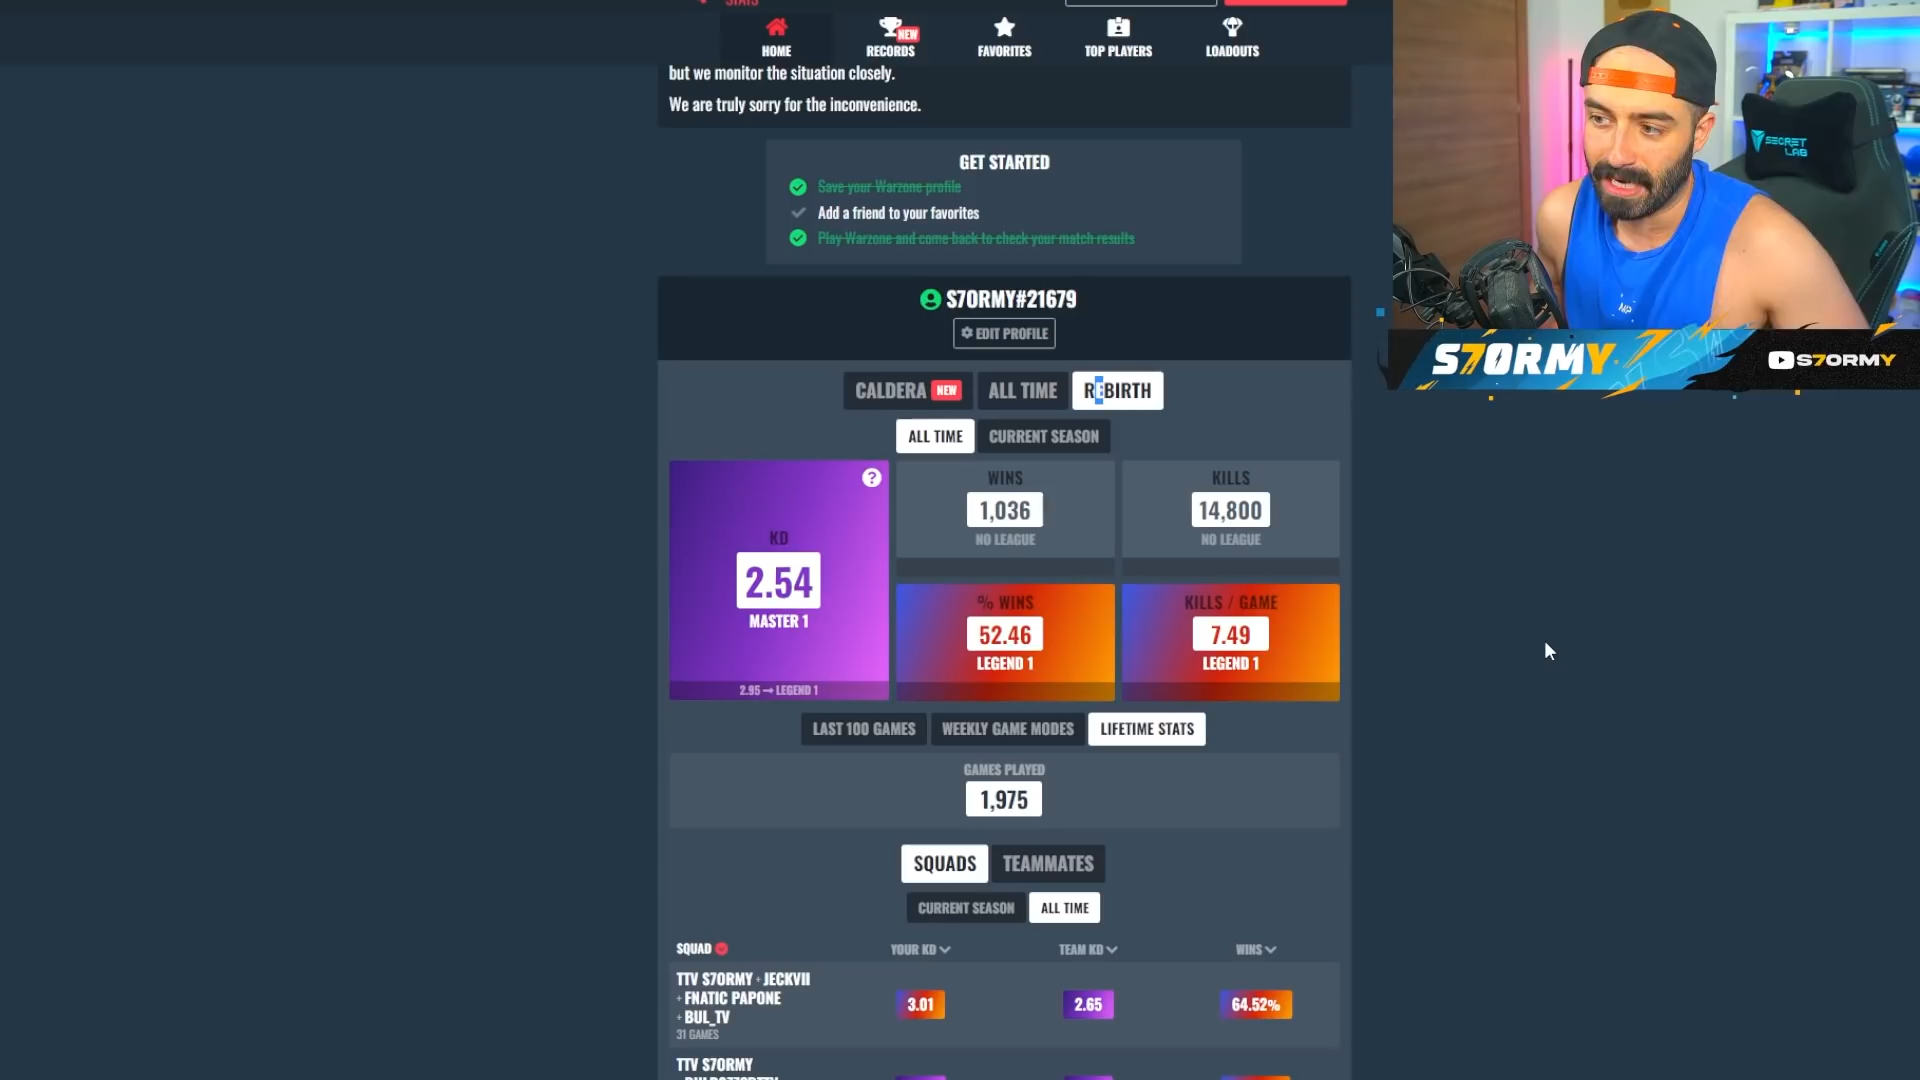 STATS
HOME
RECORDS NEW
FAVORITES
TOP PLAYERS
LOADOUTS
but we monitor the situation closely.
We are truly sorry for the inconvenience.
GET STARTED
Save your Warzone profile
Add a friend to your favorites
Play Warzone and come back to check your match results
S7ORMY#21679
EDIT PROFILE
CALDERA NEW
ALL TIME
REBIRTH
ALL TIME
CURRENT SEASON
?
KD
2.54
MASTER 1
2.95 → LEGEND 1
WINS
1,036
NO LEAGUE
KILLS
14,800
NO LEAGUE
% WINS
52.46
LEGEND 1
KILLS / GAME
7.49
LEGEND 1
LAST 100 GAMES
WEEKLY GAME MODES
LIFETIME STATS
GAMES PLAYED
1,975
SQUADS
TEAMMATES
CURRENT SEASON
ALL TIME
SQUAD
YOUR KD
TEAM KD
WINS
TTV S7ORMY + JECKVII
+ FNATIC PAPONE
+ BUL_TV
31 GAMES
3.01
2.65
64.52%
TTV S7ORMY
SECRET
LAB
S7ORMY
S7ORMY